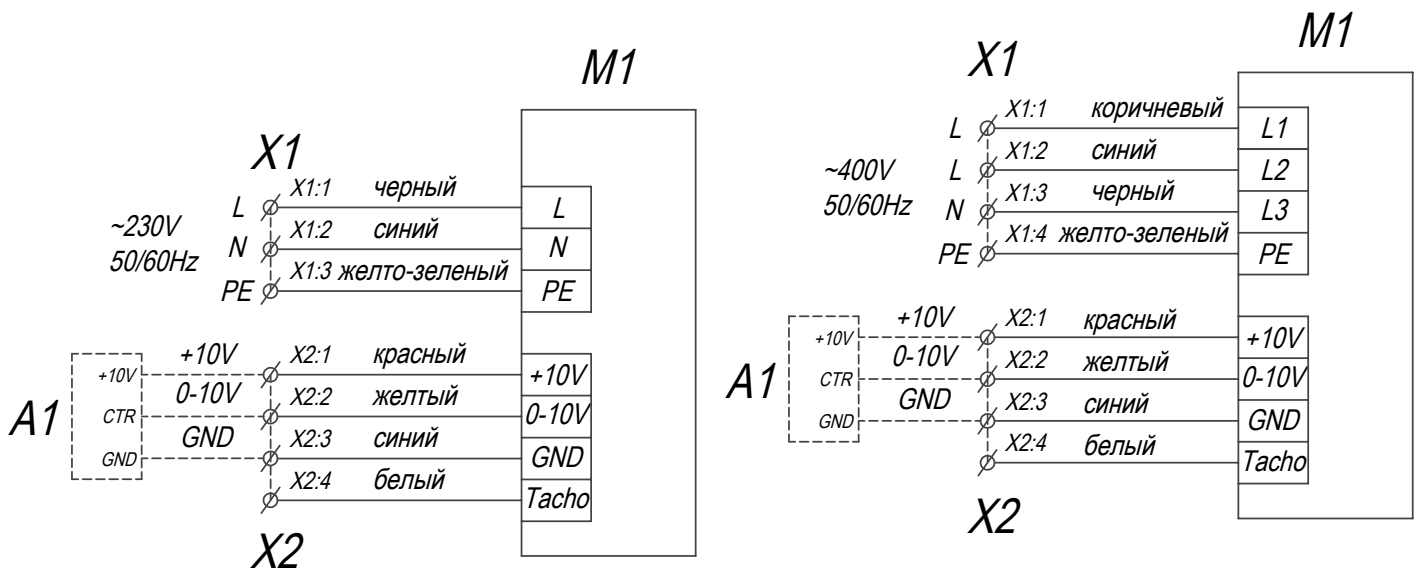 M1
X1
X1:1 черный
L
L
~230V
50/60Hz
X1:2 синий
N
N
X1:3 желто-зеленый
PE
PE
A1
+10V
+10V
X2:1 красный
+10V
CTR
0-10V
X2:2 желтый
0-10V
GND
GND
X2:3 синий
GND
X2:4 белый
Tacho
X2
M1
X1
X1:1 коричневый
L
L1
~400V
50/60Hz
X1:2 синий
L
L2
X1:3 черный
N
L3
X1:4 желто-зеленый
PE
PE
A1
+10V
+10V
X2:1 красный
+10V
CTR
0-10V
X2:2 желтый
0-10V
GND
GND
X2:3 синий
GND
X2:4 белый
Tacho
X2